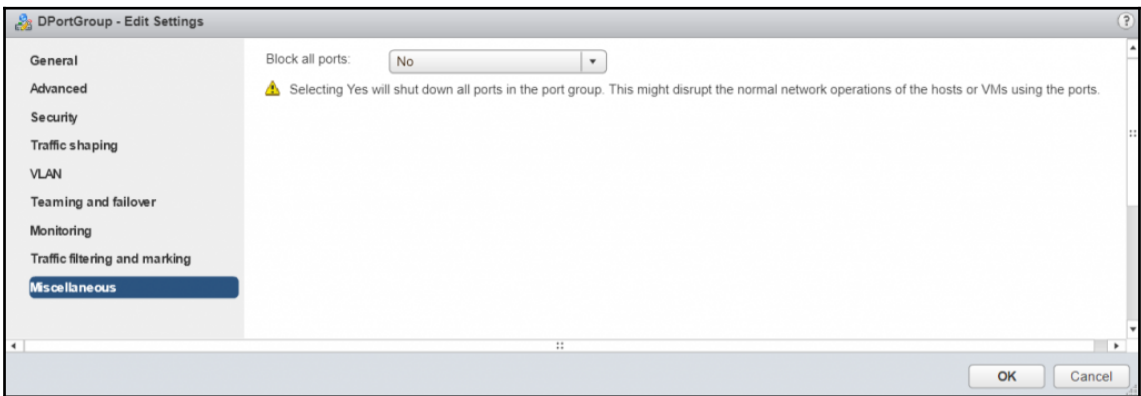 DPortGroup - Edit Settings
?
General
Advanced
Security
Traffic shaping
VLAN
Teaming and failover
Monitoring
Traffic filtering and marking
Miscellaneous
Block all ports: No
Selecting Yes will shut down all ports in the port group. This might disrupt the normal network operations of the hosts or VMs using the ports.
OK Cancel